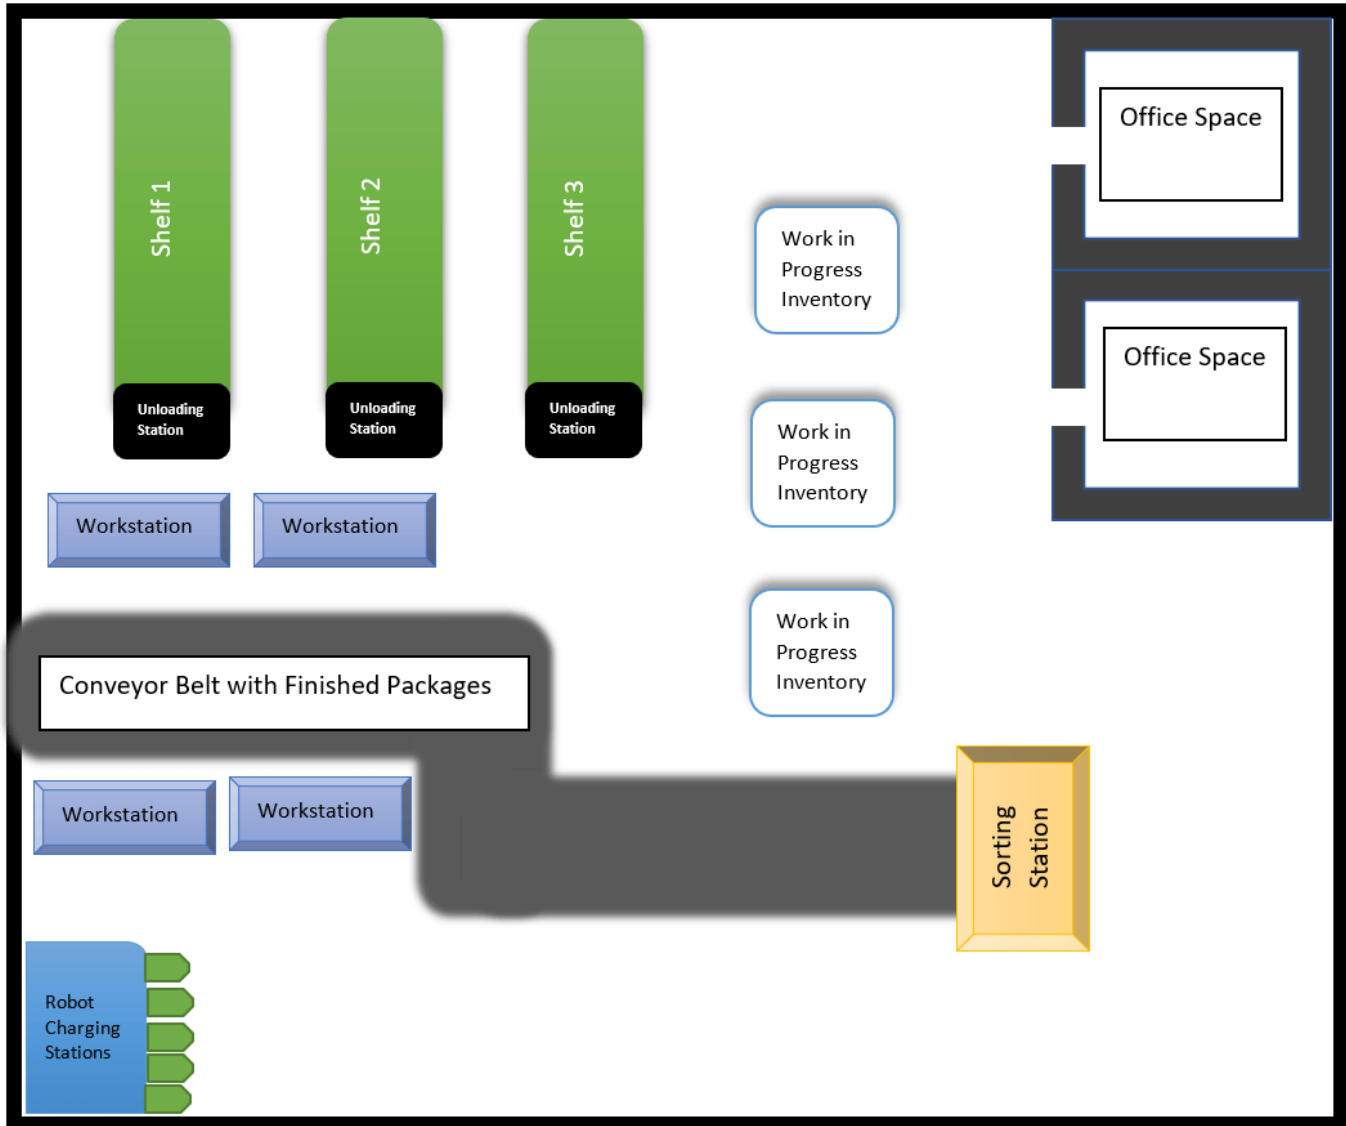 Shelf 1
Shelf 2
Shelf 3
Office Space
Work in
Progress
Inventory
Office Space
Unloading
Station
Unloading
Station
Unloading
Station
Work in
Progress
Inventory
Workstation
Workstation
Work in
Progress
Inventory
Conveyor Belt with Finished Packages
Workstation
Workstation
Sorting
Station
Robot
Charging
Stations